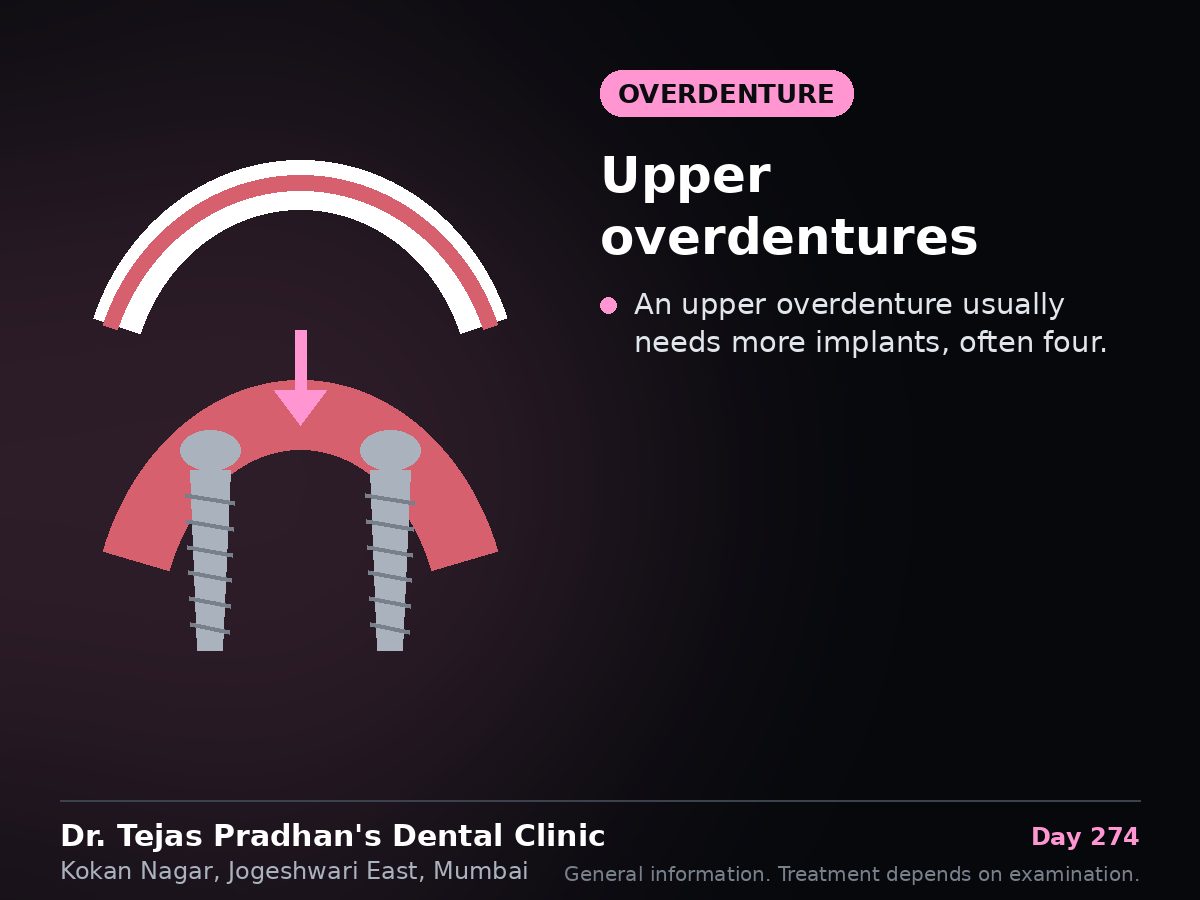 OVERDENTURE
Upper
overdentures
An upper overdenture usually
needs more implants, often four.
Dr. Tejas Pradhan's Dental Clinic
Day 274
Kokan Nagar, Jogeshwari East, Mumbai
General information. Treatment depends on examination.